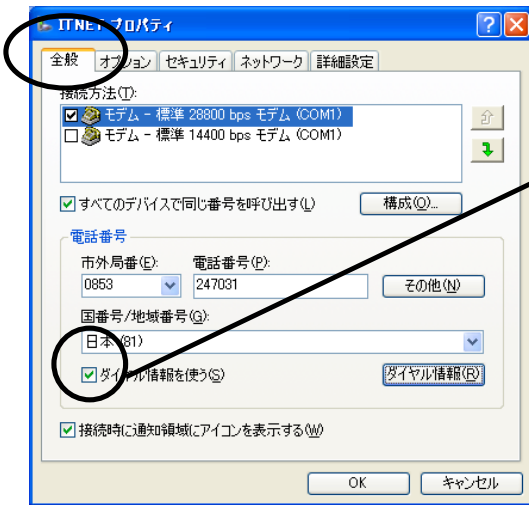 ITNET プロパティ
全般 オプション セキュリティ ネットワーク 詳細設定
接続方法(T):
モデム - 標準 28800 bps モデム (COM1)
モデム - 標準 14400 bps モデム (COM1)
すべてのデバイスで同じ番号を呼び出す(L) 構成(O)...
電話番号
市外局番(E): 電話番号(P):
0853 247031 その他(N)
国番号/地域番号(G):
日本 (81)
ダイヤル情報を使う(S) ダイヤル情報(R)
接続時に通知領域にアイコンを表示する(W)
OK キャンセル